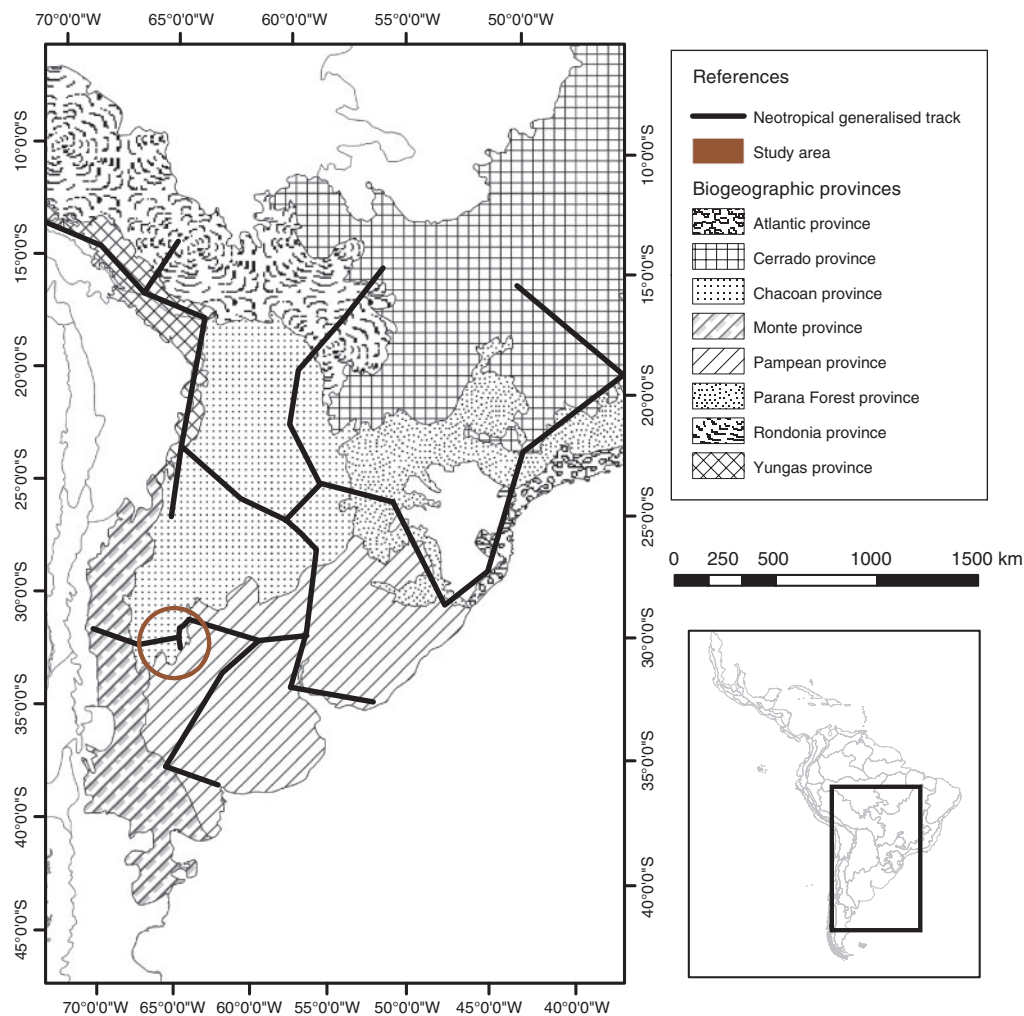 70°0'0"W 65°0'0"W 60°0'0"W 55°0'0"W 50°0'0"W
10°0'0"S
15°0'0"S
20°0'0"S
25°0'0"S
30°0'0"S
35°0'0"S
40°0'0"S
45°0'0"S
10°0'0"S
15°0'0"S
20°0'0"S
25°0'0"S
30°0'0"S
35°0'0"S
40°0'0"S
70°0'0"W 65°0'0"W 60°0'0"W 55°0'0"W 50°0'0"W 45°0'0"W 40°0'0"W
References
Neotropical generalised track
Study area
Biogeographic provinces
Atlantic province
Cerrado province
Chacoan province
Monte province
Pampean province
Parana Forest province
Rondonia province
Yungas province
0 250 500 1000 1500 km